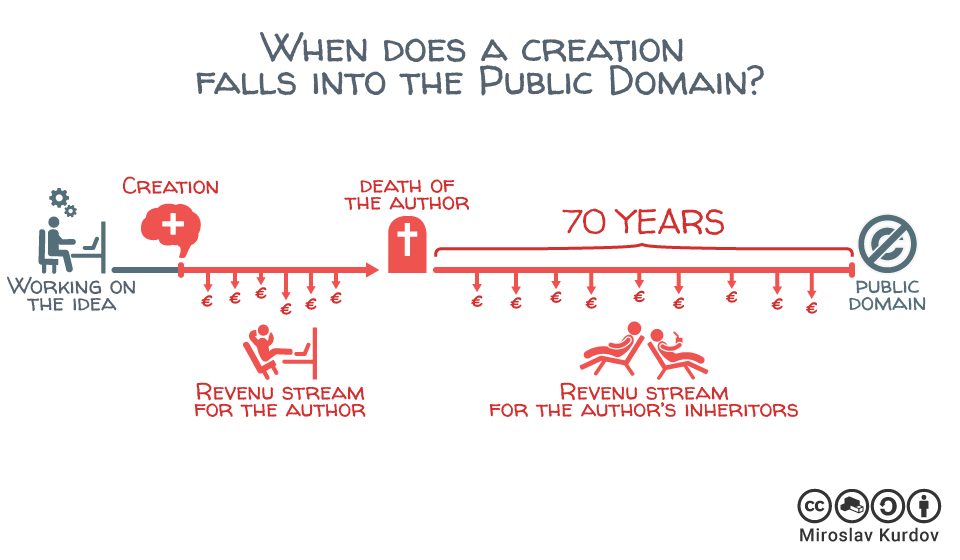 When does a creation
falls into the Public Domain?
Creation
Working on
the idea
€ € € € € €
Revenu stream
for the author
death of
the author
70 years
€ € € € € € € € €
Revenu stream
for the author's inheritors
public
domain
cc
Miroslav Kurdov